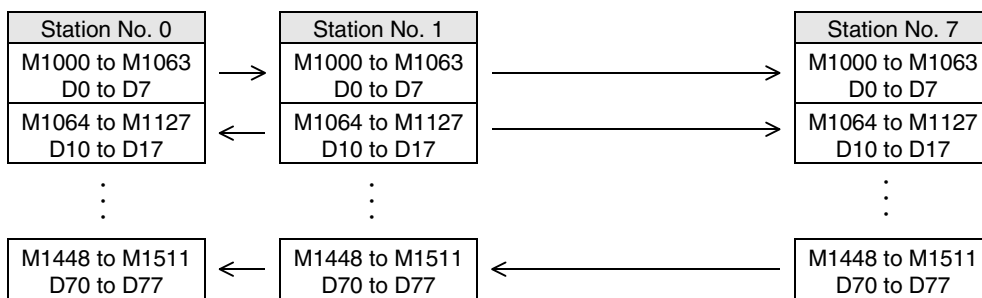 Station No. 0
M1000 to M1063
D0 to D7
M1064 to M1127
D10 to D17
M1448 to M1511
D70 to D77
Station No. 1
M1000 to M1063
D0 to D7
M1064 to M1127
D10 to D17
M1448 to M1511
D70 to D77
Station No. 7
M1000 to M1063
D0 to D7
M1064 to M1127
D10 to D17
M1448 to M1511
D70 to D77